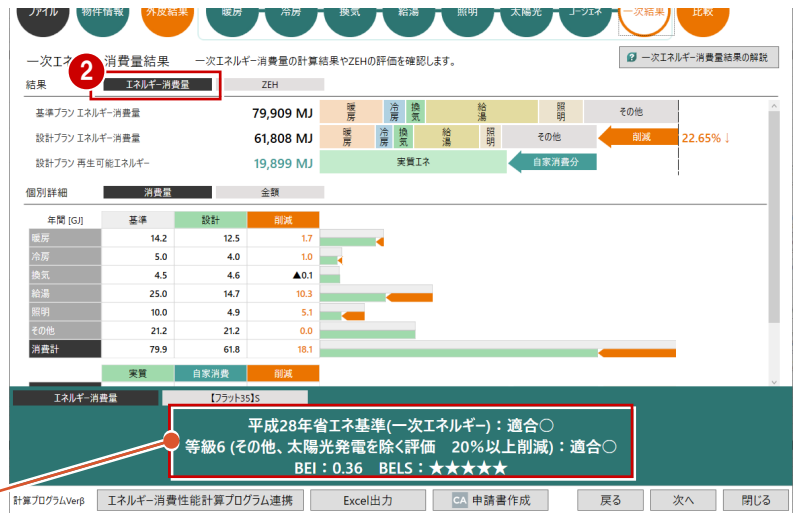 ファイル 物件情報 外皮結果 暖房 冷房 換気 給湯 照明 太陽光 コージェネ 一次結果 比較
一次エネ 消費量結果 一次エネルギー消費量の計算結果やZEHの評価を確認します。 一次エネルギー消費量結果の解説
2
結果 エネルギー消費量 ZEH
基準プラン エネルギー消費量 79,909 MJ 暖房 冷房 換気 給湯 照明 その他
設計プラン エネルギー消費量 61,808 MJ 暖房 冷房 換気 給湯 照明 その他 削減 22.65%↓
設計プラン 再生可能エネルギー 19,899 MJ 実質エネ 自家消費分
個別詳細 消費量 金額
年間 [GJ] 基準 設計 削減
暖房 14.2 12.5 1.7
冷房 5.0 4.0 1.0
換気 4.5 4.6 ▲0.1
給湯 25.0 14.7 10.3
照明 10.0 4.9 5.1
その他 21.2 21.2 0.0
消費計 79.9 61.8 18.1
実質 自家消費 削減
エネルギー消費量 【フラット35】S
平成28年省エネ基準(一次エネルギー)：適合○
等級6 (その他、太陽光発電を除く評価 20%以上削減)：適合○
BEI：0.36 BELS：★★★★★
計算プログラムVerβ エネルギー消費性能計算プログラム連携 Excel出力 CA 申請書作成 戻る 次へ 閉じる